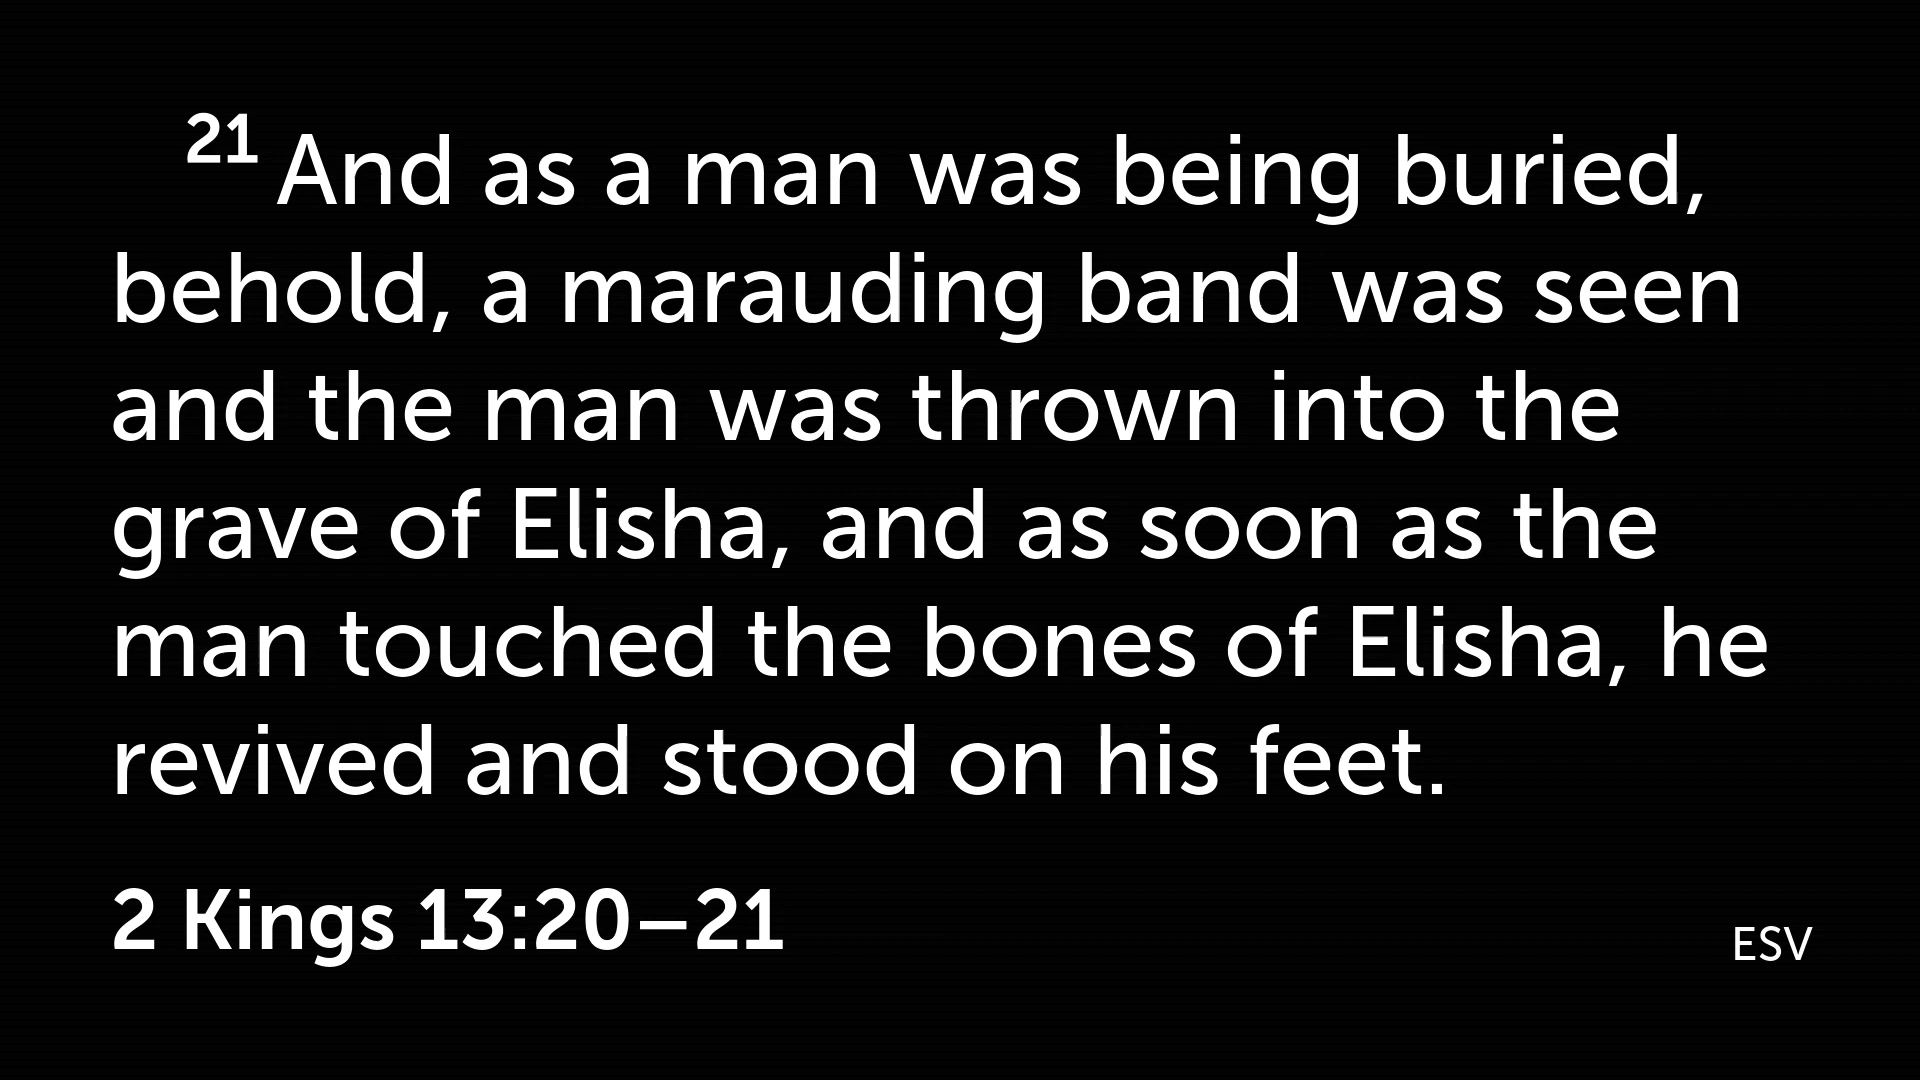 21 And as a man was being buried,
behold, a marauding band was seen
and the man was thrown into the
grave of Elisha, and as soon as the
man touched the bones of Elisha, he
revived and stood on his feet.
2 Kings 13:20–21
ESV